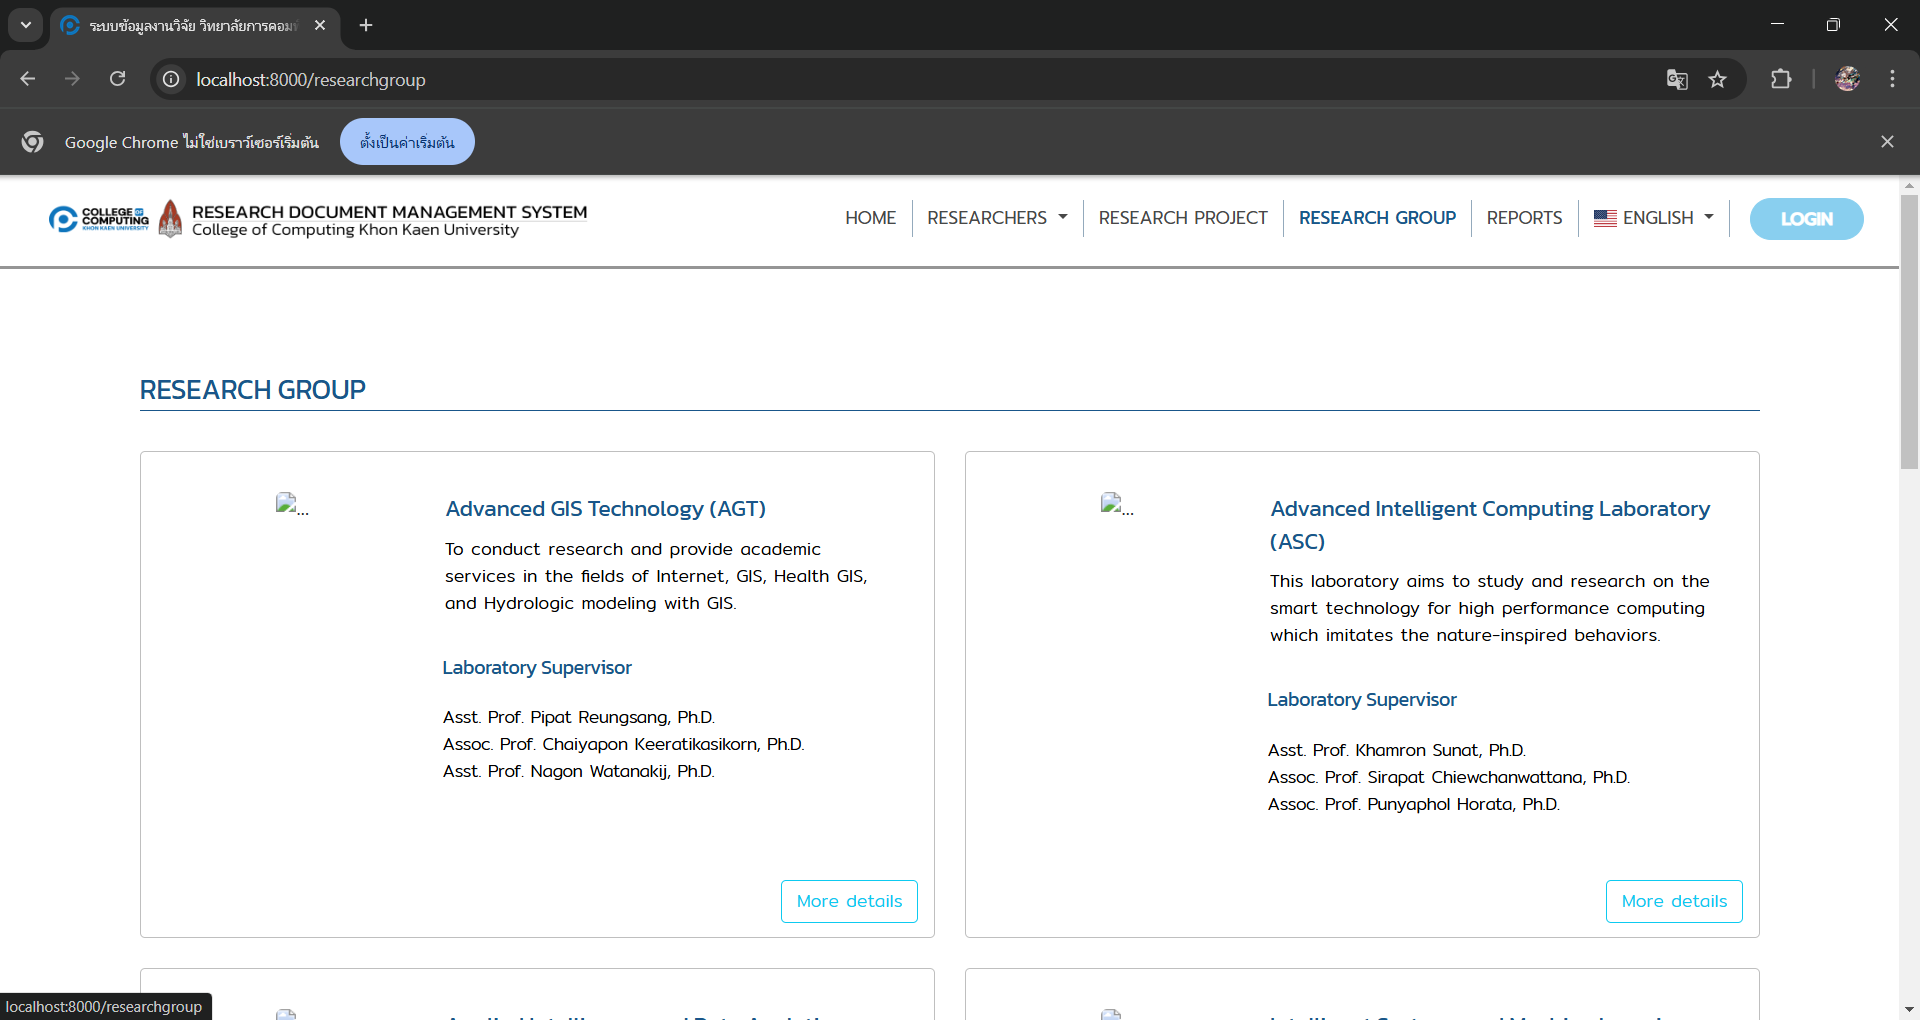 ระบบข้อมูลงานวิจัย วิทยาลัยการคอม
localhost:8000/researchgroup
Google Chrome ไม่ใช่เบราว์เซอร์เริ่มต้น ตั้งเป็นค่าเริ่มต้น
COLLEGE OF
COMPUTING
KHON KAEN UNIVERSITY
RESEARCH DOCUMENT MANAGEMENT SYSTEM
College of Computing Khon Kaen University
HOME RESEARCHERS RESEARCH PROJECT RESEARCH GROUP REPORTS ENGLISH LOGIN
RESEARCH GROUP
...
Advanced GIS Technology (AGT)
To conduct research and provide academic
services in the fields of Internet, GIS, Health GIS,
and Hydrologic modeling with GIS.
Laboratory Supervisor
Asst. Prof. Pipat Reungsang, Ph.D.
Assoc. Prof. Chaiyapon Keeratikasikorn, Ph.D.
Asst. Prof. Nagon Watanakij, Ph.D.
More details
...
Advanced Intelligent Computing Laboratory
(ASC)
This laboratory aims to study and research on the
smart technology for high performance computing
which imitates the nature-inspired behaviors.
Laboratory Supervisor
Asst. Prof. Khamron Sunat, Ph.D.
Assoc. Prof. Sirapat Chiewchanwattana, Ph.D.
Assoc. Prof. Punyaphol Horata, Ph.D.
More details
localhost:8000/researchgroup